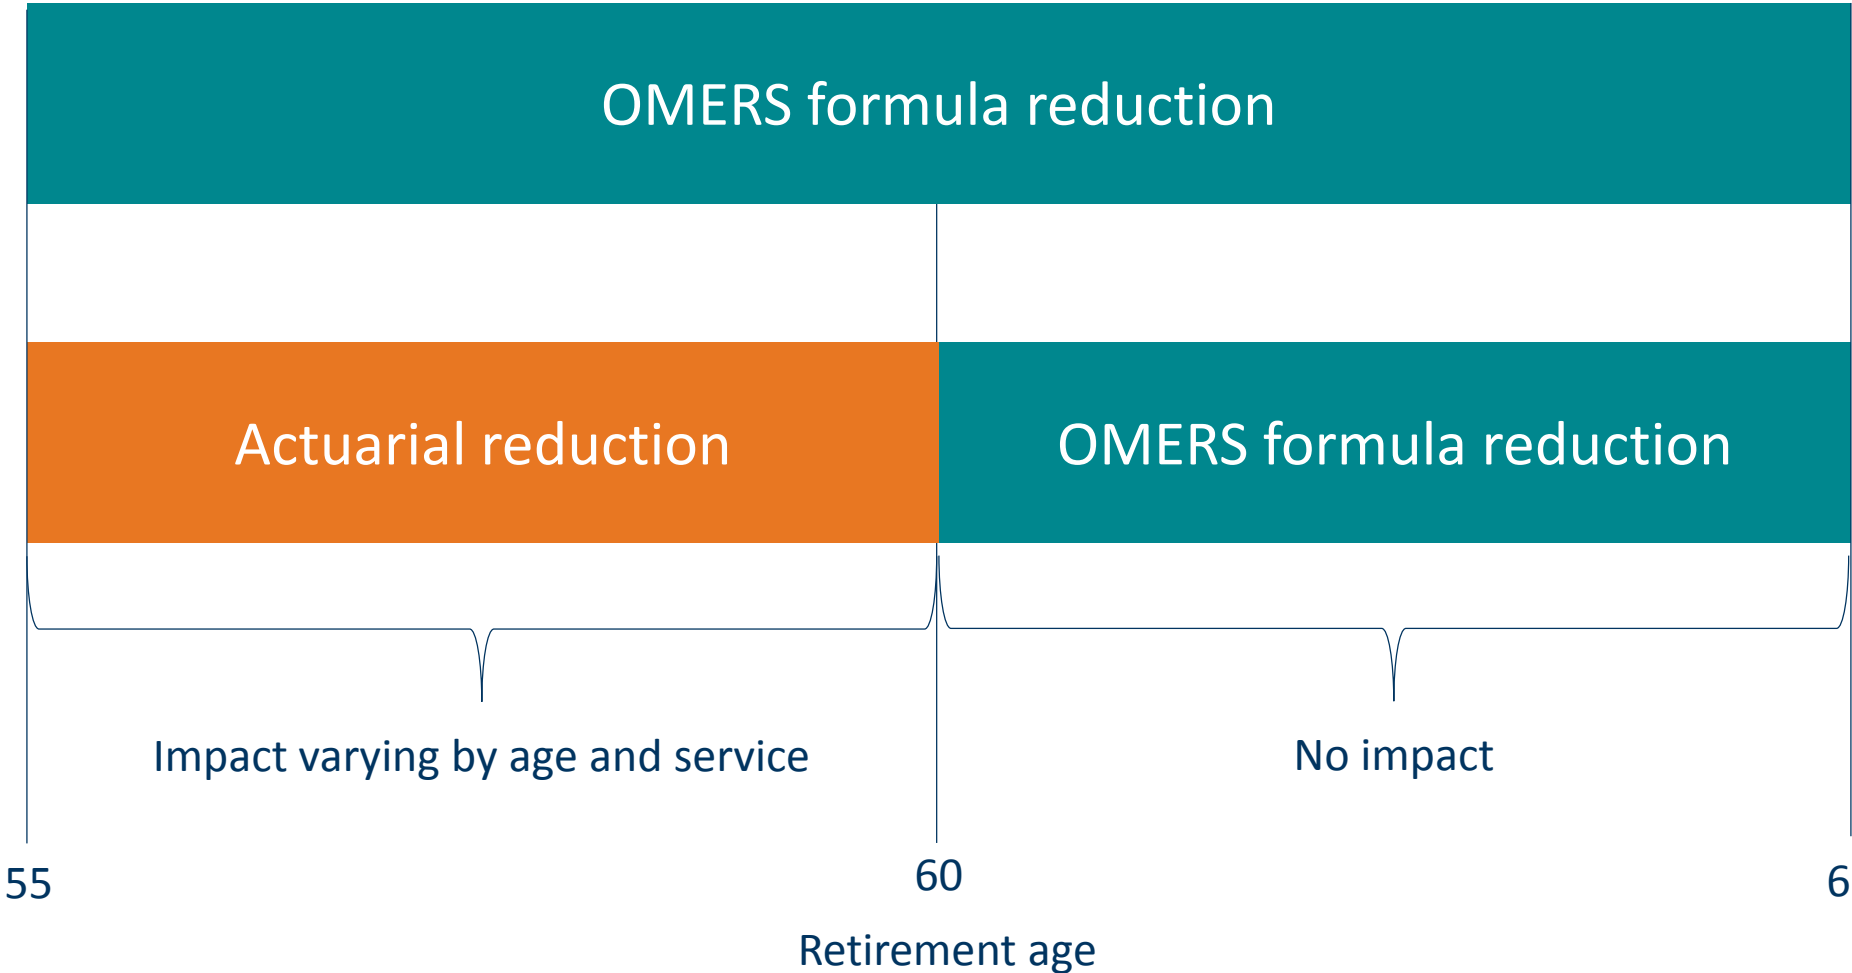 OMERS formula reduction
Actuarial reduction
OMERS formula reduction
Impact varying by age and service
No impact
55
60
6
Retirement age